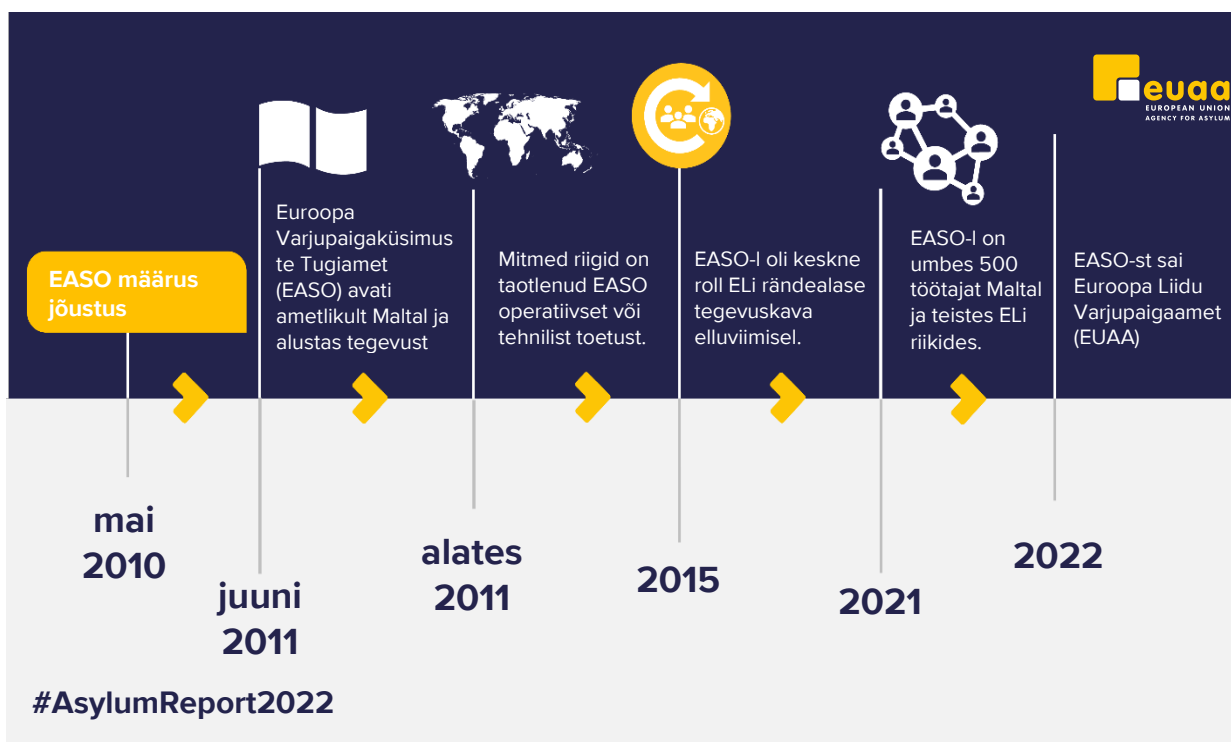 euaa
EUROPEAN UNION
AGENCY FOR ASYLUM
EASO määrus
jõustus
mai
2010
Euroopa
Varjupaigaküsimus
te Tugiamet
(EASO) avati
ametlikult Maltal ja
alustas tegevust
juuni
2011
Mitmed riigid on
taotlenud EASO
operatiivset või
tehnilist toetust.
alates
2011
EASO-l oli keskne
roll ELi rändealase
tegevuskava
elluviimisel.
2015
EASO-l on
umbes 500
töötajat Maltal
ja teistes ELi
riikides.
2021
EASO-st sai
Euroopa Liidu
Varjupaigaamet
(EUAA)
2022
#AsylumReport2022